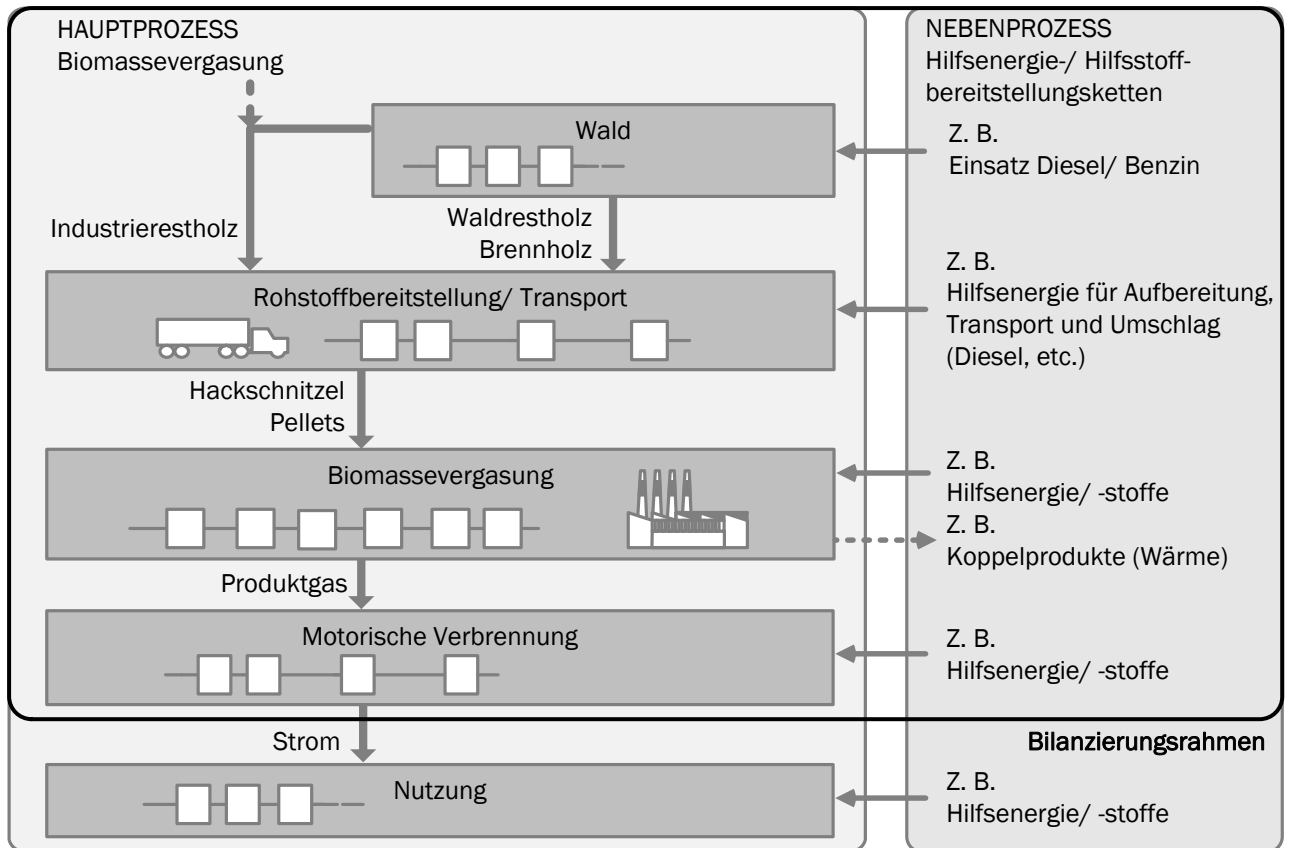 HAUPTPROZESS
Biomassevergasung
Wald
Industrierestholz
Waldrestholz
Brennholz
Rohstoffbereitstellung/ Transport
Hackschnitzel
Pellets
Biomassevergasung
Produktgas
Motorische Verbrennung
Strom
Nutzung
NEBENPROZESS
Hilfsenergie-/ Hilfsstoff-
bereitstellungsketten
Z. B.
Einsatz Diesel/ Benzin
Z. B.
Hilfsenergie für Aufbereitung,
Transport und Umschlag
(Diesel, etc.)
Z. B.
Hilfsenergie/ -stoffe
Z. B.
Koppelprodukte (Wärme)
Z. B.
Hilfsenergie/ -stoffe
Bilanzierungsrahmen
Z. B.
Hilfsenergie/ -stoffe